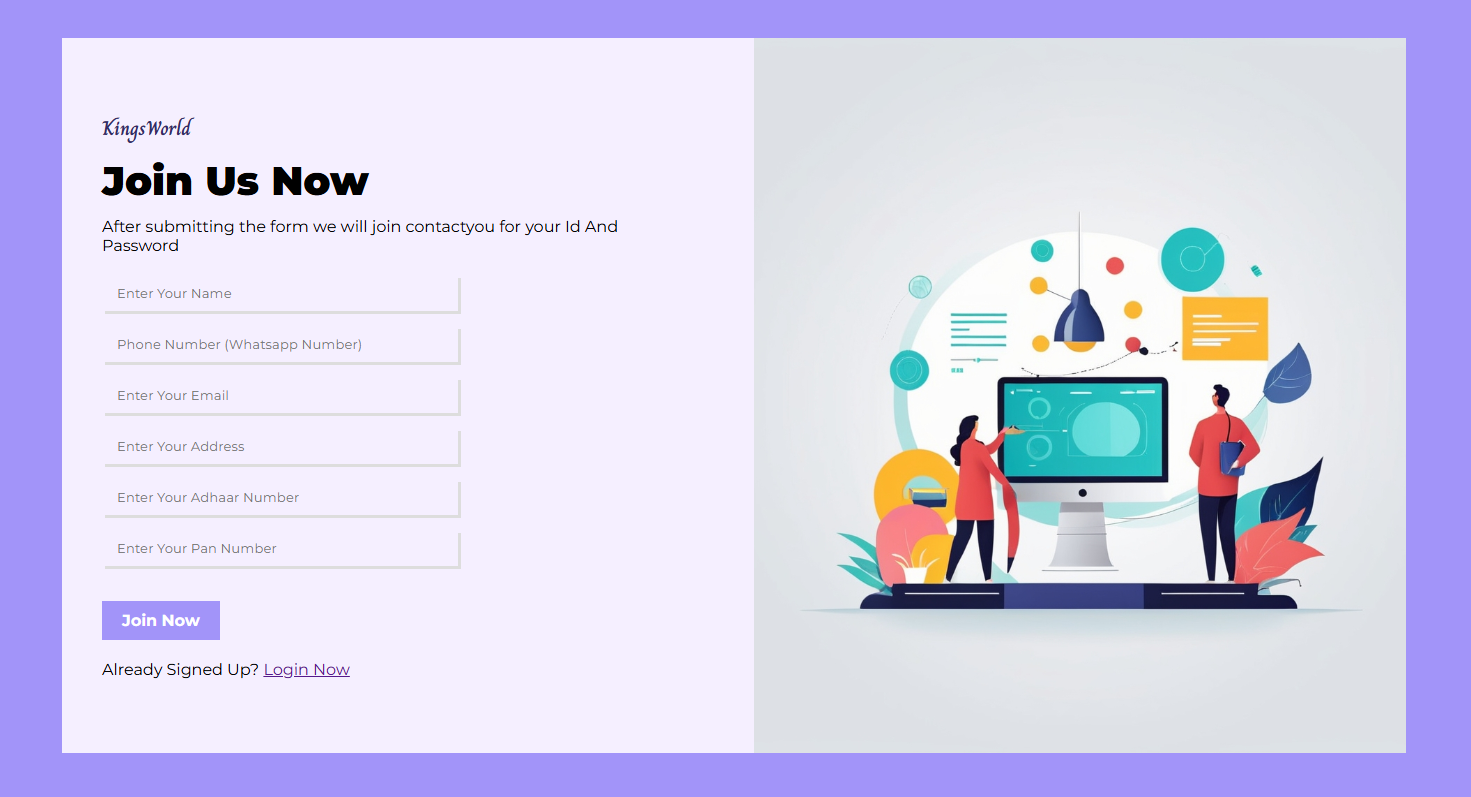 KingsWorld
Join Us Now
After submitting the form we will join contactyou for your Id And
Password
Enter Your Name
Phone Number (Whatsapp Number)
Enter Your Email
Enter Your Address
Enter Your Adhaar Number
Enter Your Pan Number
Join Now
Already Signed Up? Login Now